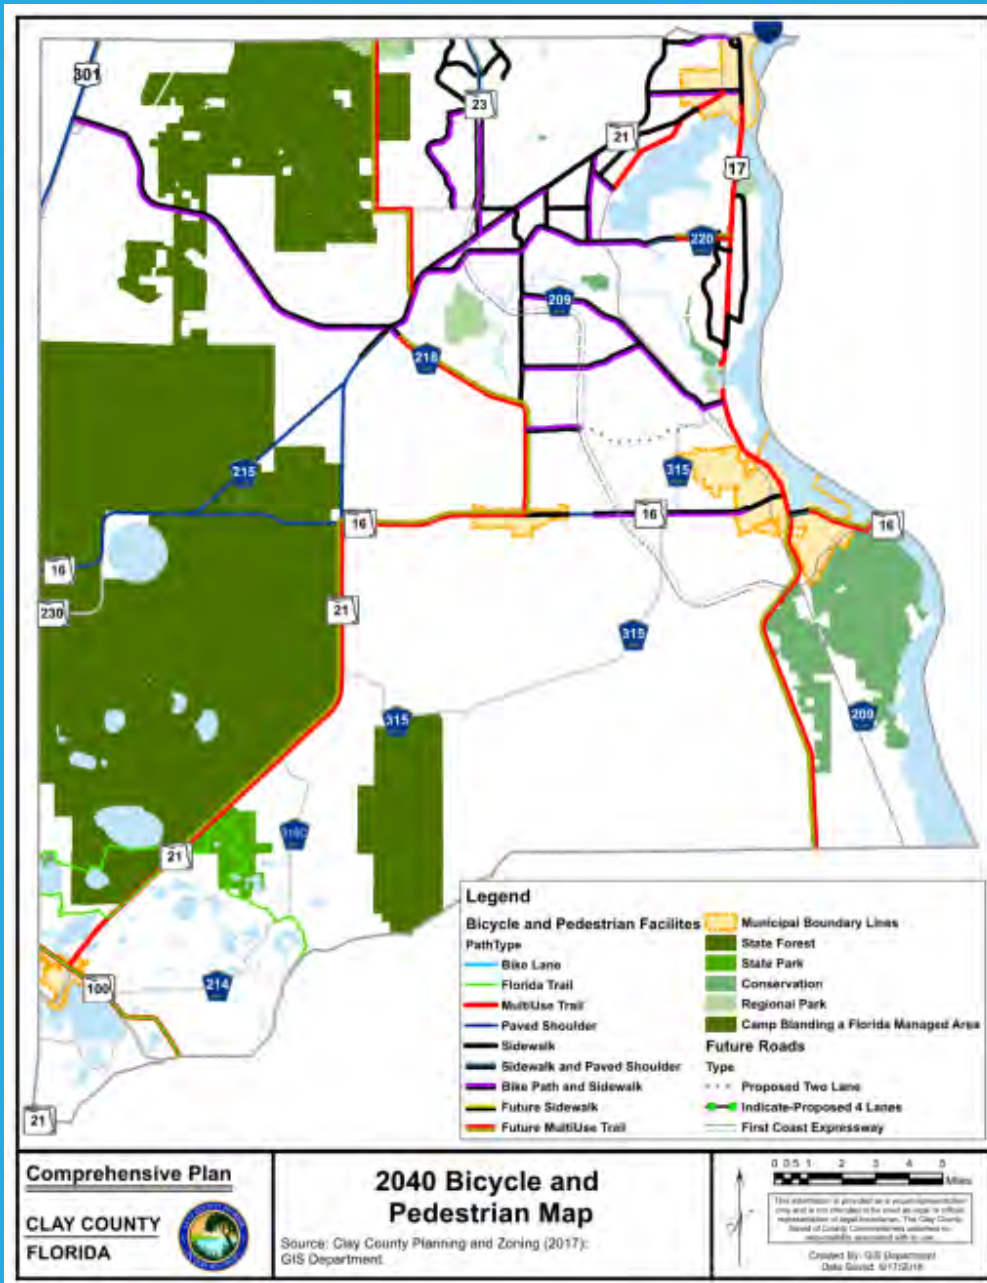 301
23
21
17
220
209
218
215
315
16
16
16
16
230
21
315
315
209
21
315C
214
100
21
Legend
Bicycle and Pedestrian Facilites
PathType
Bike Lane
Florida Trail
MultiUse Trail
Paved Shoulder
Sidewalk
Sidewalk and Paved Shoulder
Bike Path and Sidewalk
Future Sidewalk
Future MultiUse Trail
Municipal Boundary Lines
State Forest
State Park
Conservation
Regional Park
Camp Blanding a Florida Managed Area
Future Roads
Type
Proposed Two Lane
Indicate-Proposed 4 Lanes
First Coast Expressway
Comprehensive Plan
CLAY COUNTY
FLORIDA
2040 Bicycle and
Pedestrian Map
Source: Clay County Planning and Zoning (2017):
GIS Department
0 0.5 1 2 3 4 5
Miles
Created By: GIS Department